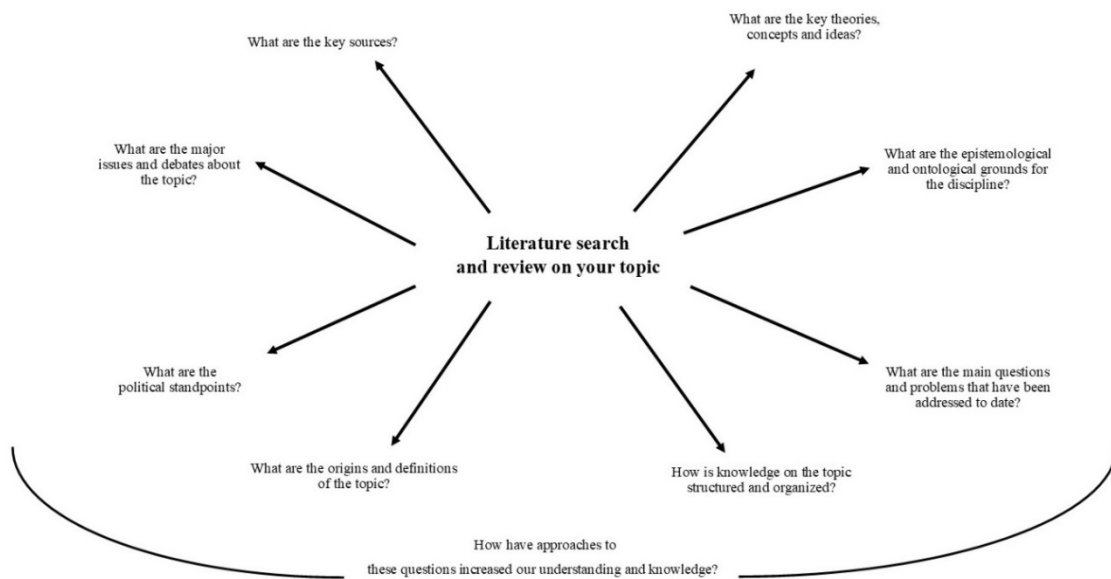 What are the key sources?
What are the key theories,
concepts and ideas?
What are the major
issues and debates about
the topic?
What are the epistemological
and ontological grounds for
the discipline?
Literature search
and review on your topic
What are the
political standpoints?
What are the main questions
and problems that have been
addressed to date?
What are the origins and definitions
of the topic?
How is knowledge on the topic
structured and organized?
How have approaches to
these questions increased our understanding and knowledge?